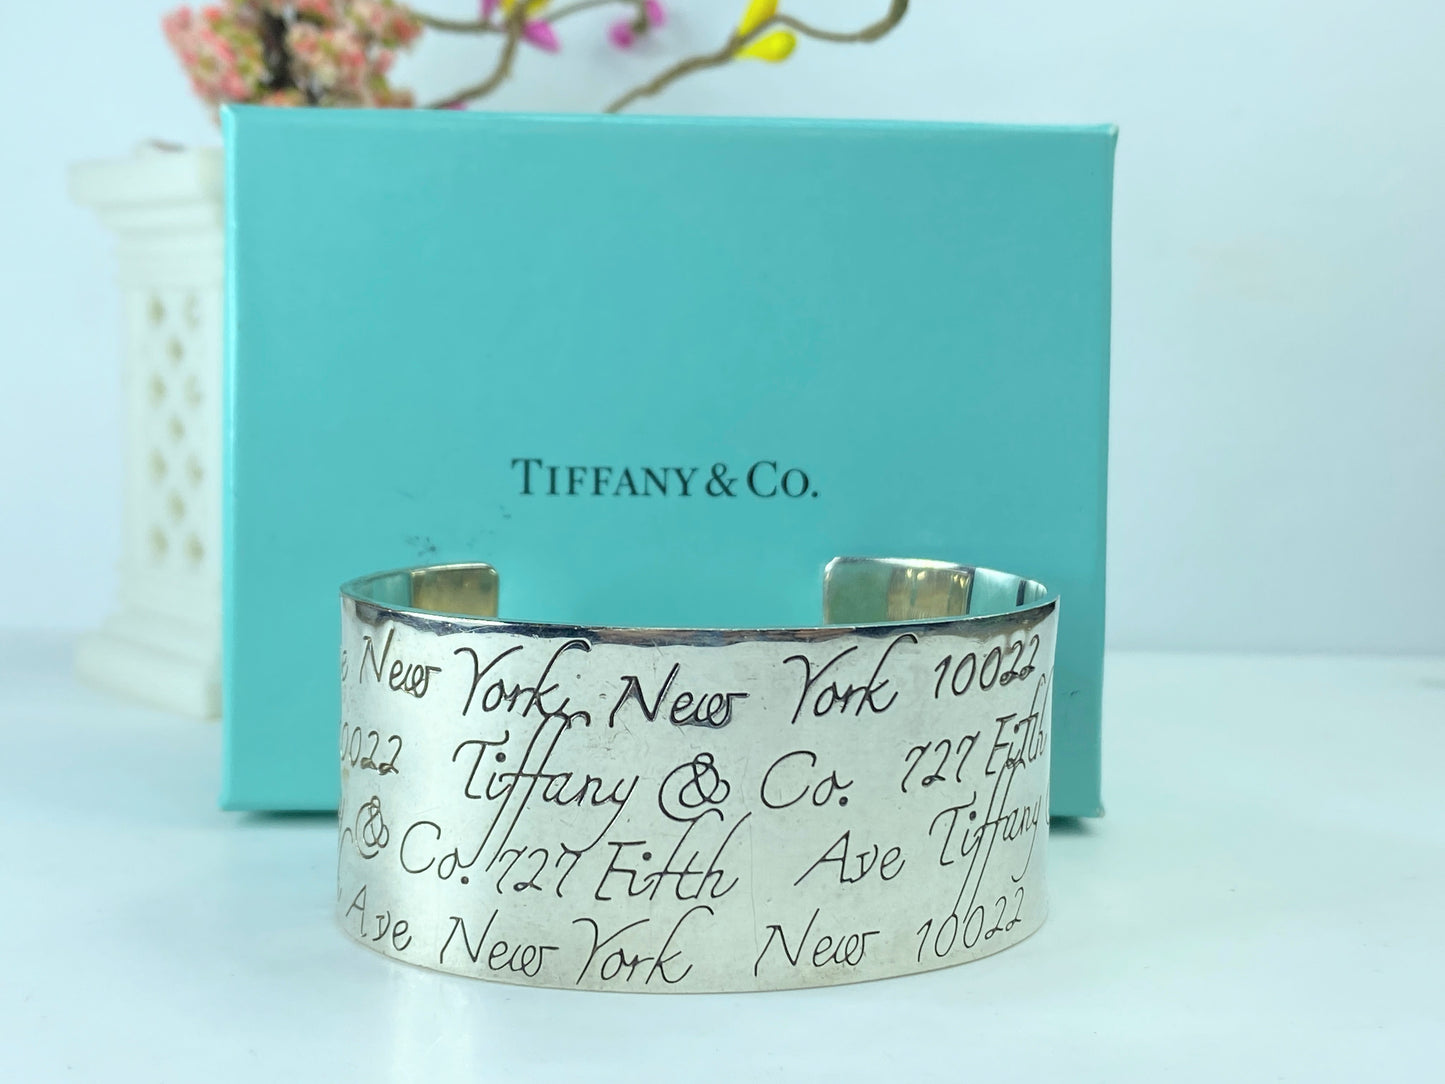 TIFFANY & CO.
New York, New York 10022
10022 Tiffany & Co. 727 Fifth
& Co. 727 Fifth Ave Tiffany
Ave New York New 10022